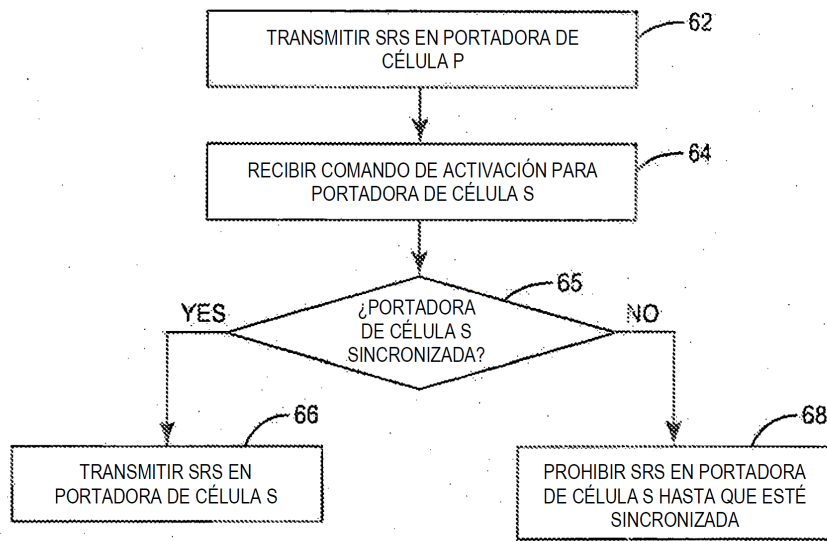 62
TRANSMITIR SRS EN PORTADORA DE
CÉLULA P
64
RECIBIR COMANDO DE ACTIVACIÓN PARA
PORTADORA DE CÉLULA S
65
YES
¿PORTADORA
DE CÉLULA S
SINCRONIZADA?
NO
66
TRANSMITIR SRS EN
PORTADORA DE CÉLULA S
68
PROHIBIR SRS EN PORTADORA
DE CÉLULA S HASTA QUE ESTÉ
SINCRONIZADA